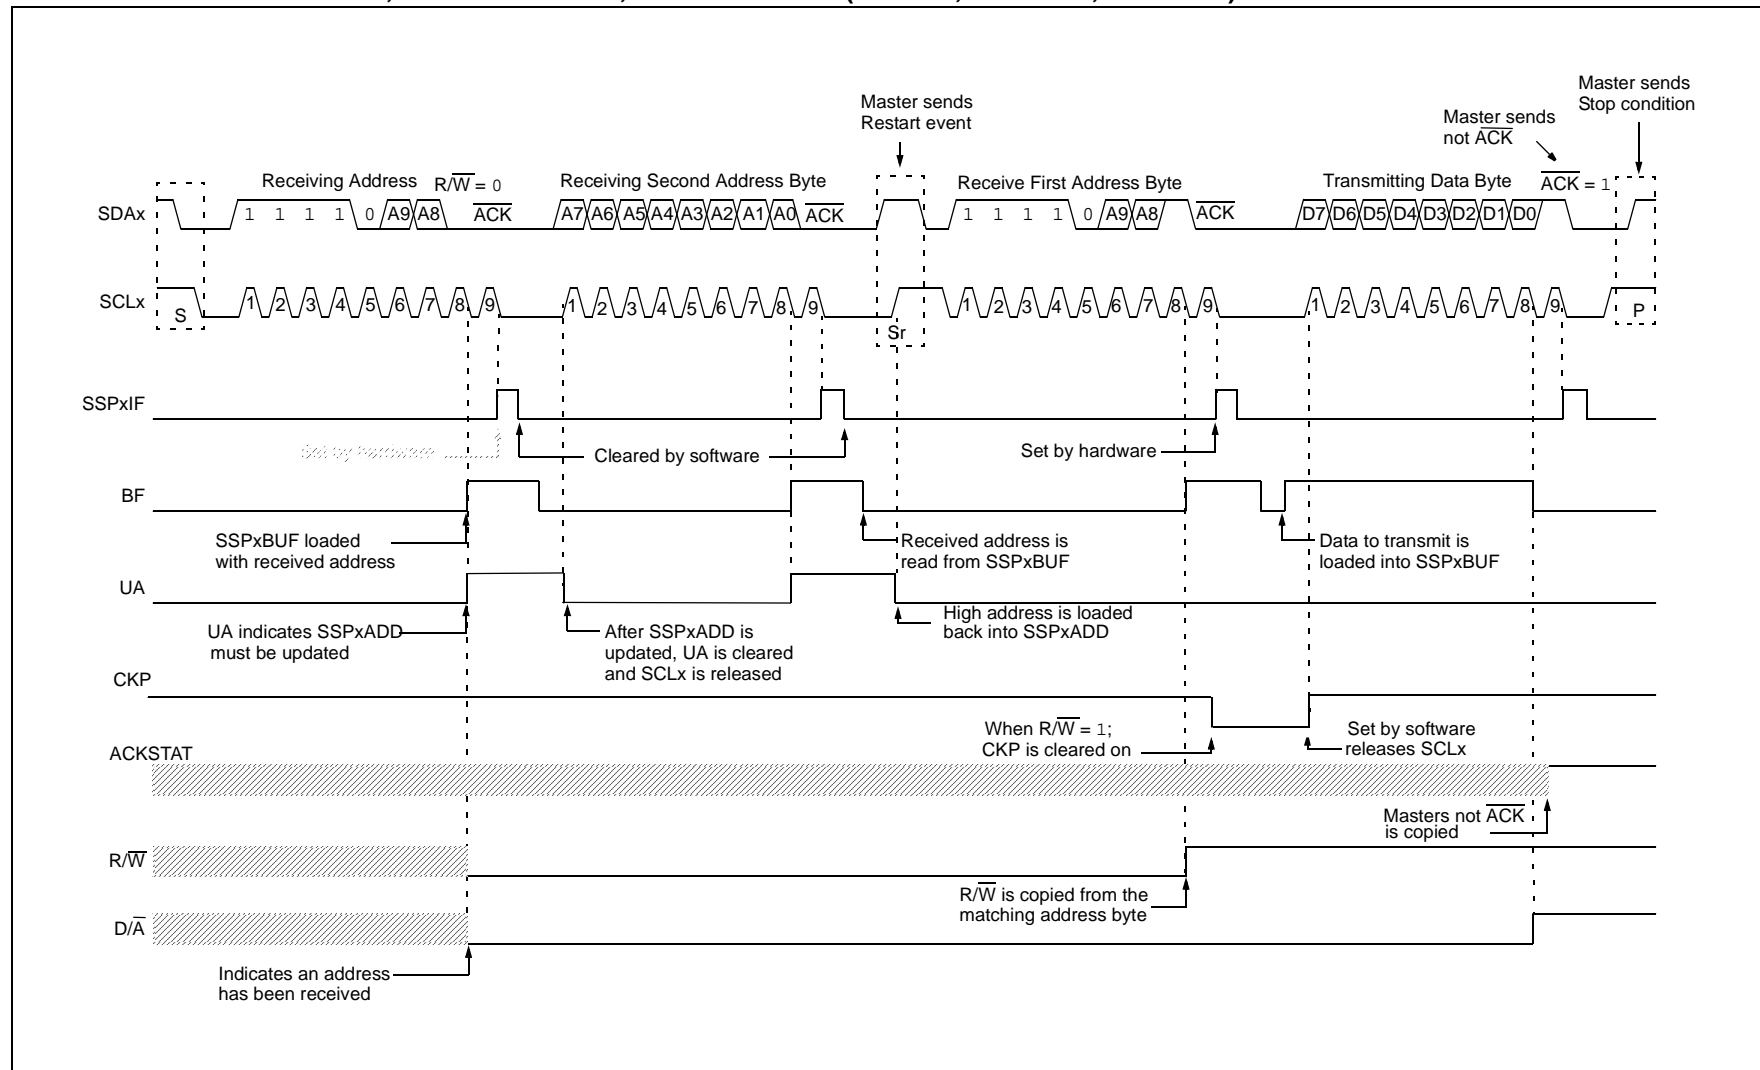 Master sends
Restart event
Master sends
not A̅C̅K̅
Master sends
Stop condition
Receiving Address
R/W̅ = 0
Receiving Second Address Byte
Receive First Address Byte
Transmitting Data Byte
A̅C̅K̅ = 1
SDAx
1 1 1 1 0 A9 A8 A̅C̅K̅ A7 A6 A5 A4 A3 A2 A1 A0 A̅C̅K̅ 1 1 1 1 0 A9 A8 A̅C̅K̅ D7 D6 D5 D4 D3 D2 D1 D0
SCLx
S 1 2 3 4 5 6 7 8 9 1 2 3 4 5 6 7 8 9 Sr 1 2 3 4 5 6 7 8 9 1 2 3 4 5 6 7 8 9 P
SSPxIF
Set by hardware
Cleared by software
Set by hardware
BF
SSPxBUF loaded
with received address
Received address is
read from SSPxBUF
Data to transmit is
loaded into SSPxBUF
UA
UA indicates SSPxADD
must be updated
After SSPxADD is
updated, UA is cleared
and SCLx is released
High address is loaded
back into SSPxADD
CKP
When R/W̅ = 1;
CKP is cleared on
Set by software
releases SCLx
ACKSTAT
Masters not A̅C̅K̅
is copied
R/W̅
R/W̅ is copied from the
matching address byte
D/A̅
Indicates an address
has been received